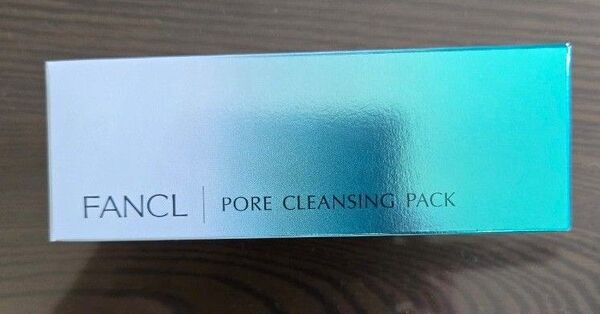 FANCL | PORE CLEANSING PACK